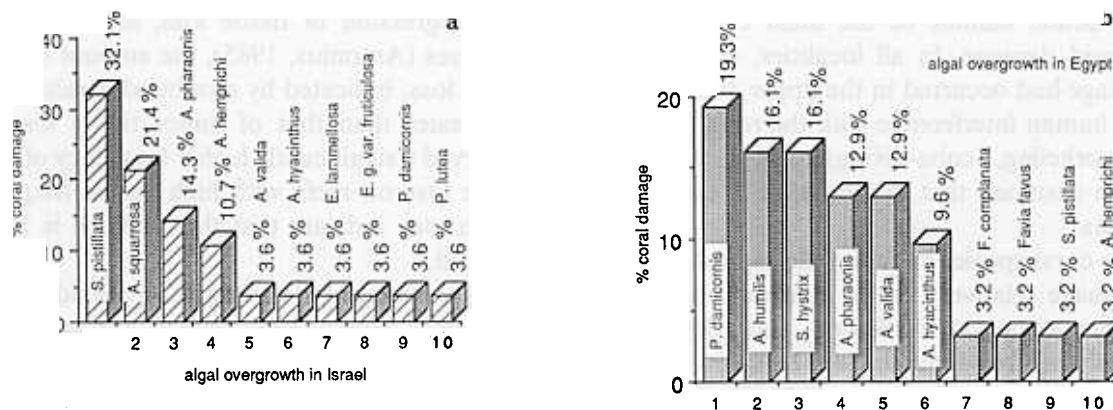 a
% coral damage
40
30
20
10
0
S. pistillata 32.1%
A. squarrosa 21.4 %
14.3 % A. pharaonis
10.7 % A. hemprichi
3.6 % A. valida
3.6 % A. hyacinthus
3.6 % E. lammellosa
3.6 % E. g. var. fruticulosa
3.6 % P. damicornis
3.6 % P. lutea
2 3 4 5 6 7 8 9 10
algal overgrowth in Israel
b
algal overgrowth in Egypt
% coral damage
20
10
0
P. damicornis 19.3%
A. humilis 16.1%
S. hystrix 16.1%
A. pharaonis 12.9%
A. valida 12.9%
A. hyacinthus 9.6 %
3.2 % F. complanata
3.2 % Favia favus
3.2 % S. pistillata
3.2 % A. hemprichi
1 2 3 4 5 6 7 8 9 10